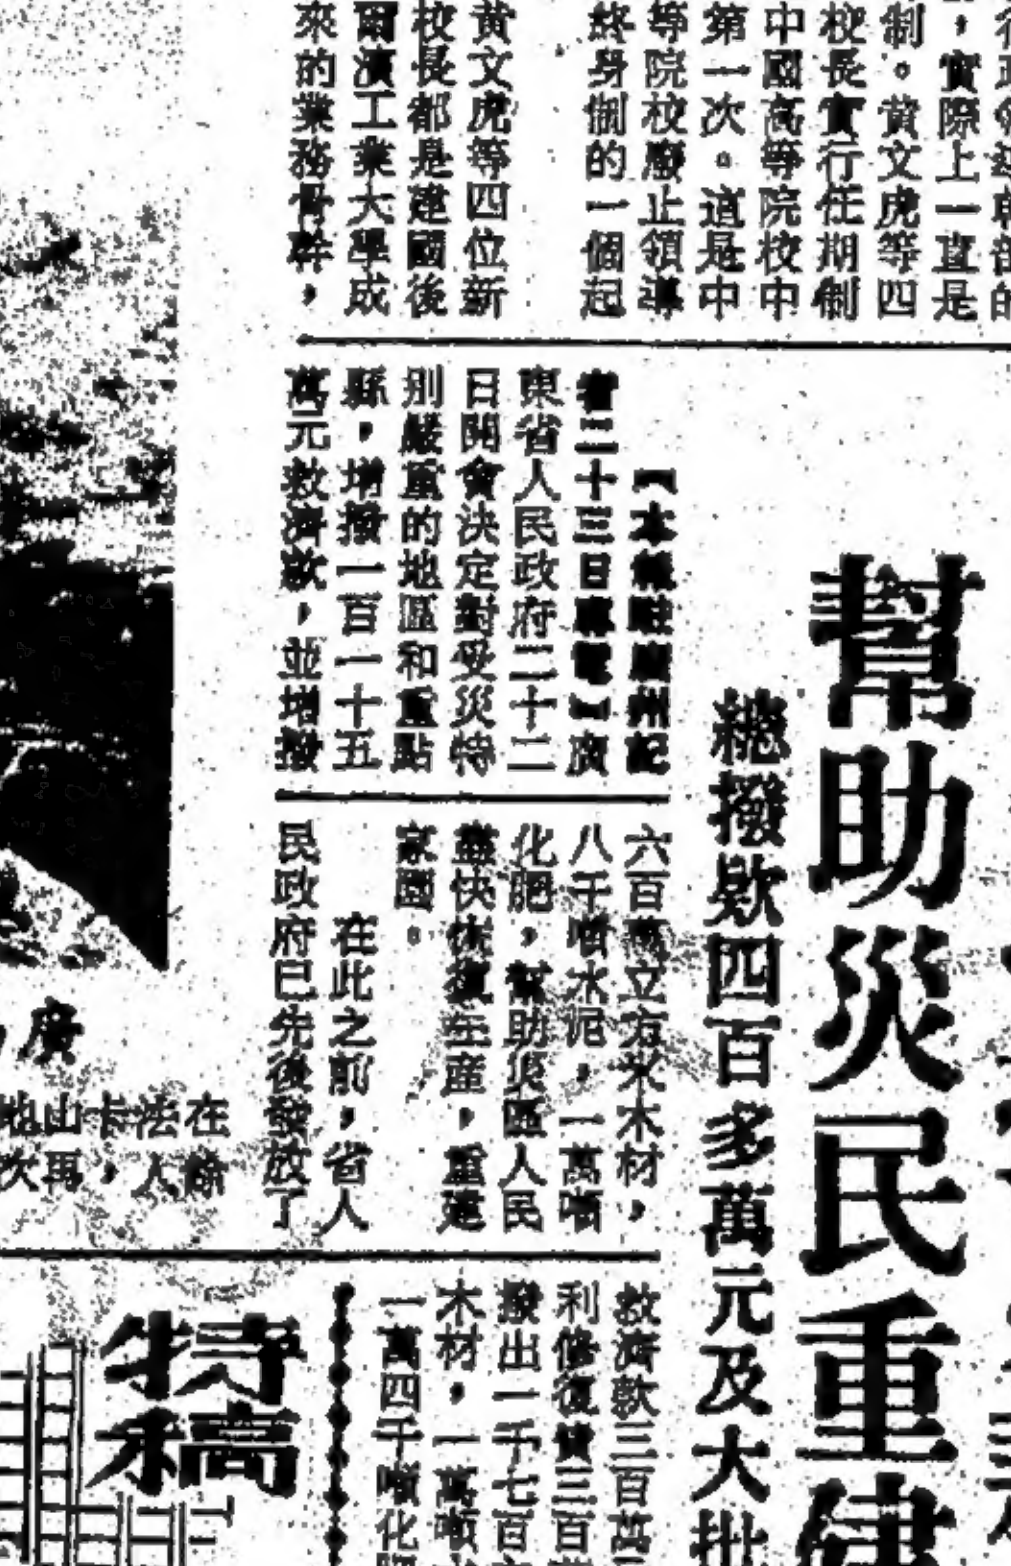 實際上一直是
制。黃文虎等四
校長實行任期制
中國高等院校中
第一次。這是中
等院校廢止領導
終身制的一個起
黃文虎等四位新
校長都是建國後
爾濱工業大學成
來的業務骨幹，
幫助災民重建
總撥款四百多萬元及大批
【本報駐廣州記
者二十三日專電】廣
東省人民政府二十二
日開會決定對受災特
別嚴重的地區和重點
縣，增撥一百一十五
萬元救濟款，並增撥
六百萬立方米木材，
八千噸水泥，一萬噸
化肥，幫助災區人民
盡快恢復生產，重建
家園。
在此之前，省人
民政府已先後發放了
救濟款三百萬
利修復費三百
撥出一千七百
木材，一萬噸
一萬四千噸化肥
特稿
廣
在
法卡山
人，再次